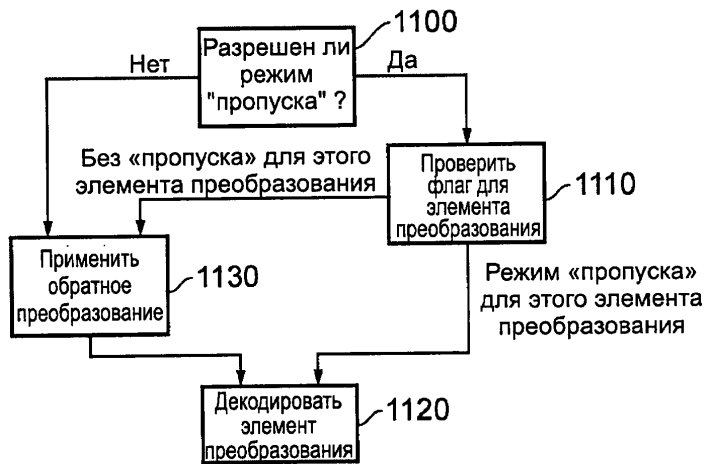 1100
Разрешен ли
режим
"пропуска" ?
Нет
Да
Без «пропуска» для этого
элемента преобразования
Проверить
флаг для
элемента
преобразования
1110
Применить
обратное
преобразование
1130
Режим «пропуска»
для этого элемента
преобразования
Декодировать
элемент
преобразования
1120